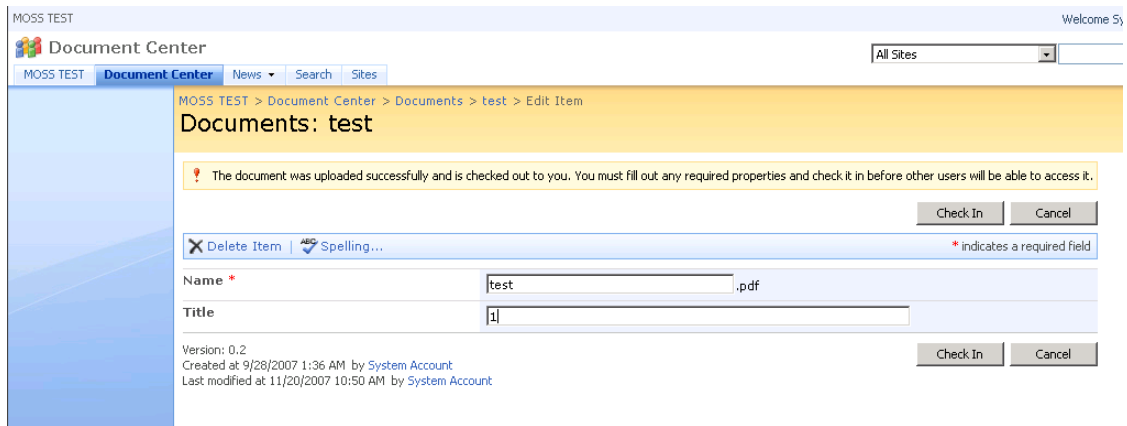 MOSS TEST Welcome Sy
Document Center
All Sites
MOSS TEST Document Center News Search Sites
MOSS TEST > Document Center > Documents > test > Edit Item
Documents: test
The document was uploaded successfully and is checked out to you. You must fill out any required properties and check it in before other users will be able to access it.
Check In Cancel
Delete Item | ABC Spelling... * indicates a required field
Name * test .pdf
Title 1
Version: 0.2
Created at 9/28/2007 1:36 AM by System Account
Last modified at 11/20/2007 10:50 AM by System Account
Check In Cancel